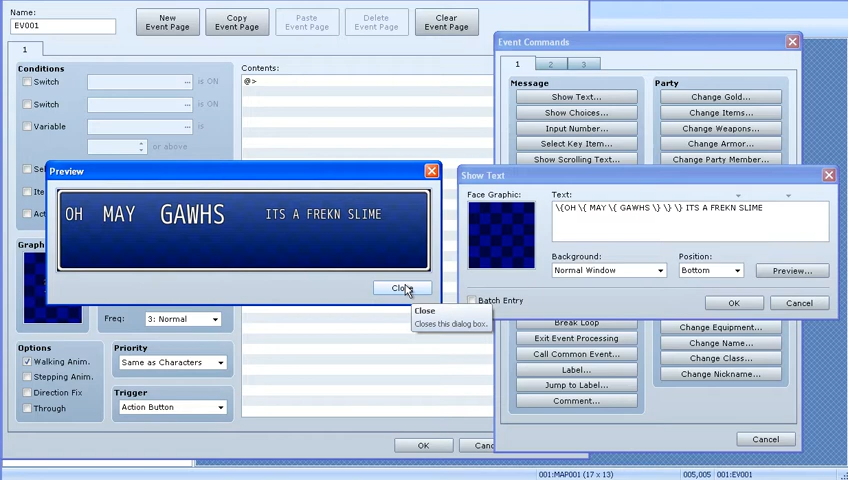 Name:
EV001
New
Event Page
Copy
Event Page
Paste
Event Page
Delete
Event Page
Clear
Event Page
1
Conditions
Switch
... is ON
Switch
... is ON
Variable
... is
or above
Contents:
@>
Graph
Freq:
3: Normal
Options
Walking Anim.
Stepping Anim.
Direction Fix
Through
Priority
Same as Characters
Trigger
Action Button
OK
Preview
OH MAY GAWHS ITS A FREKN SLIME
Close
Close
Closes this dialog box.
Event Commands
1 2 3
Message
Show Text...
Show Choices...
Input Number...
Select Key Item...
Show Scrolling Text...
Party
Change Gold...
Change Items...
Change Weapons...
Change Armor...
Change Party Member...
Show Text
Face Graphic:
Text:
\{OH \{ MAY \{ GAWHS \} \} \} ITS A FREKN SLIME
Background:
Normal Window
Position:
Bottom
Preview...
Batch Entry
OK
Cancel
Break Loop
Exit Event Processing
Call Common Event...
Label...
Jump to Label...
Comment...
Change Equipment...
Change Name...
Change Class...
Change Nickname...
Cancel
001:MAP001 (17 x 13)
005,005
001:EV001